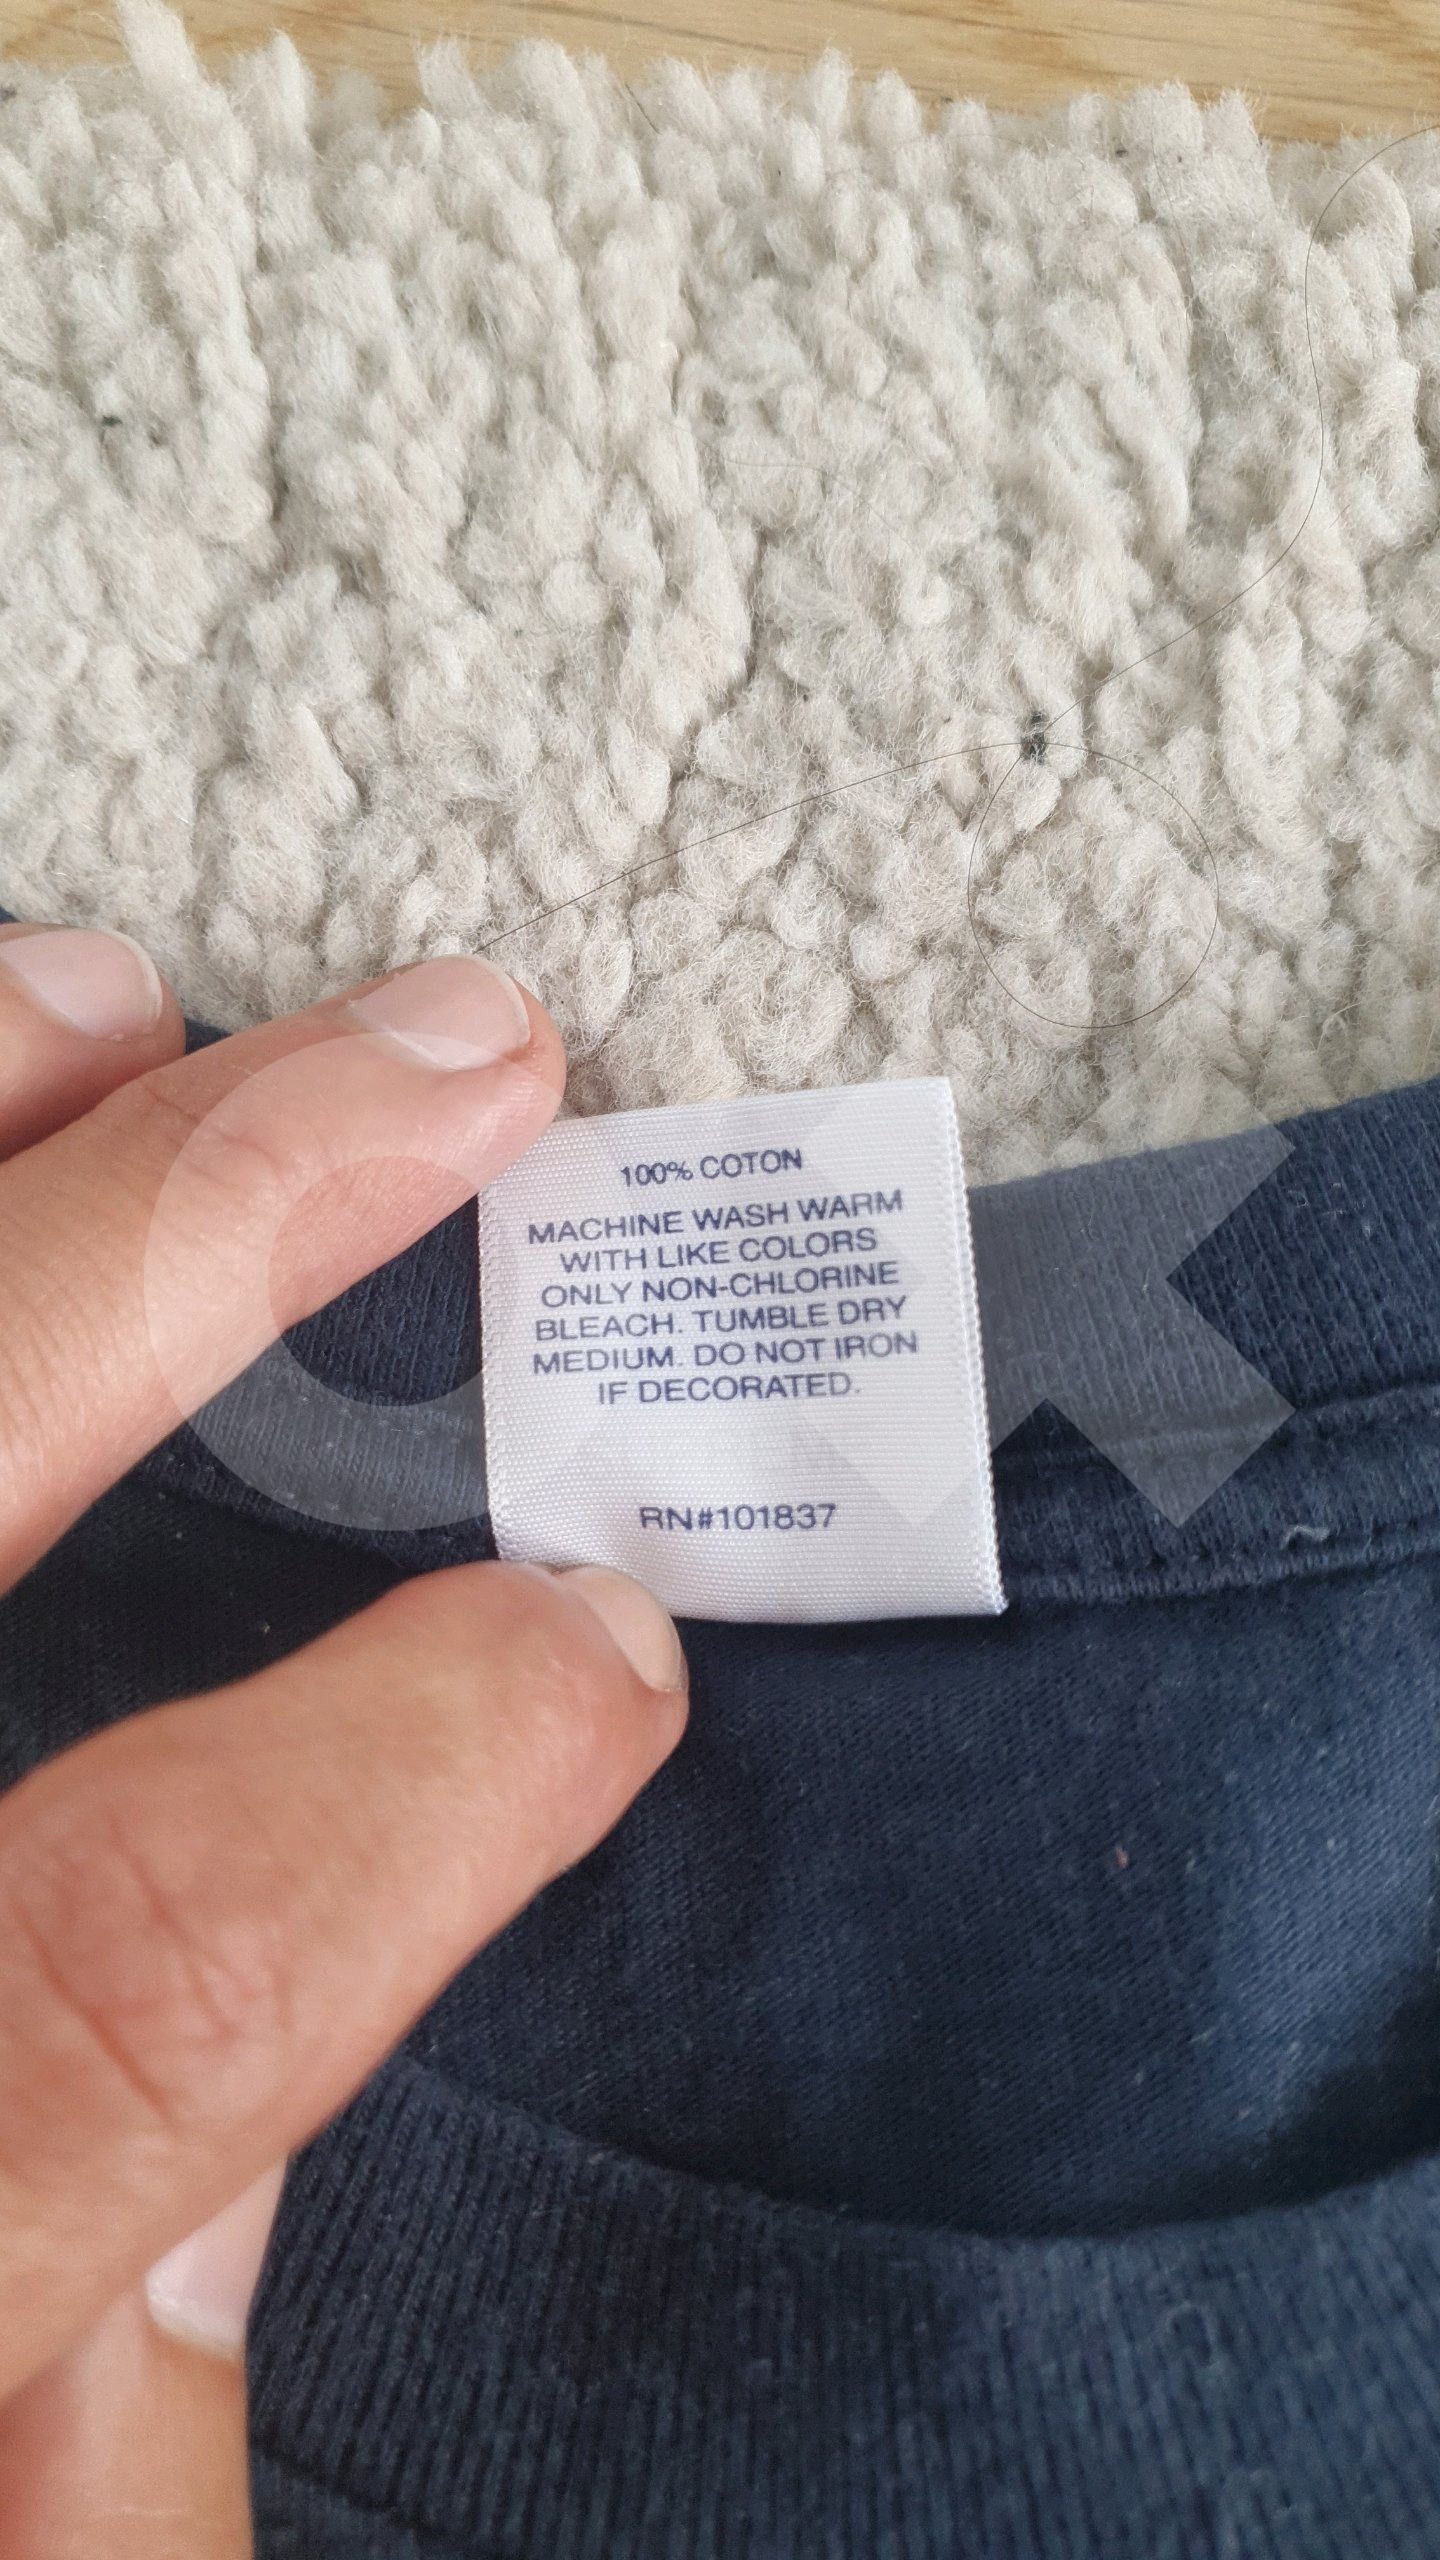 100% COTON
MACHINE WASH WARM
WITH LIKE COLORS
ONLY NON-CHLORINE
BLEACH. TUMBLE DRY
MEDIUM. DO NOT IRON
IF DECORATED.
RN#101837
OLX